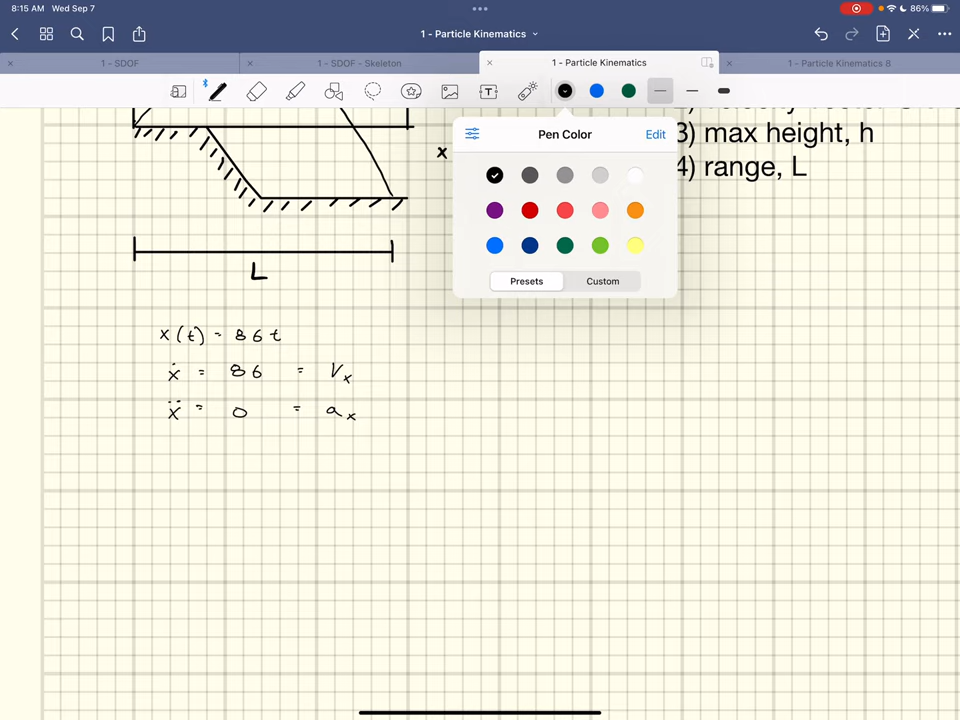 8:15 AM Wed Sep 7
86%
1 - Particle Kinematics
1 - SDOF
1 - SDOF - Skeleton
1 - Particle Kinematics
1 - Particle Kinematics 8
T
3) max height, h
4) range, L
x
Pen Color
Edit
Presets
Custom
L
x(t) = 86t
ẋ = 86 = Vx
ẍ = 0 = ax